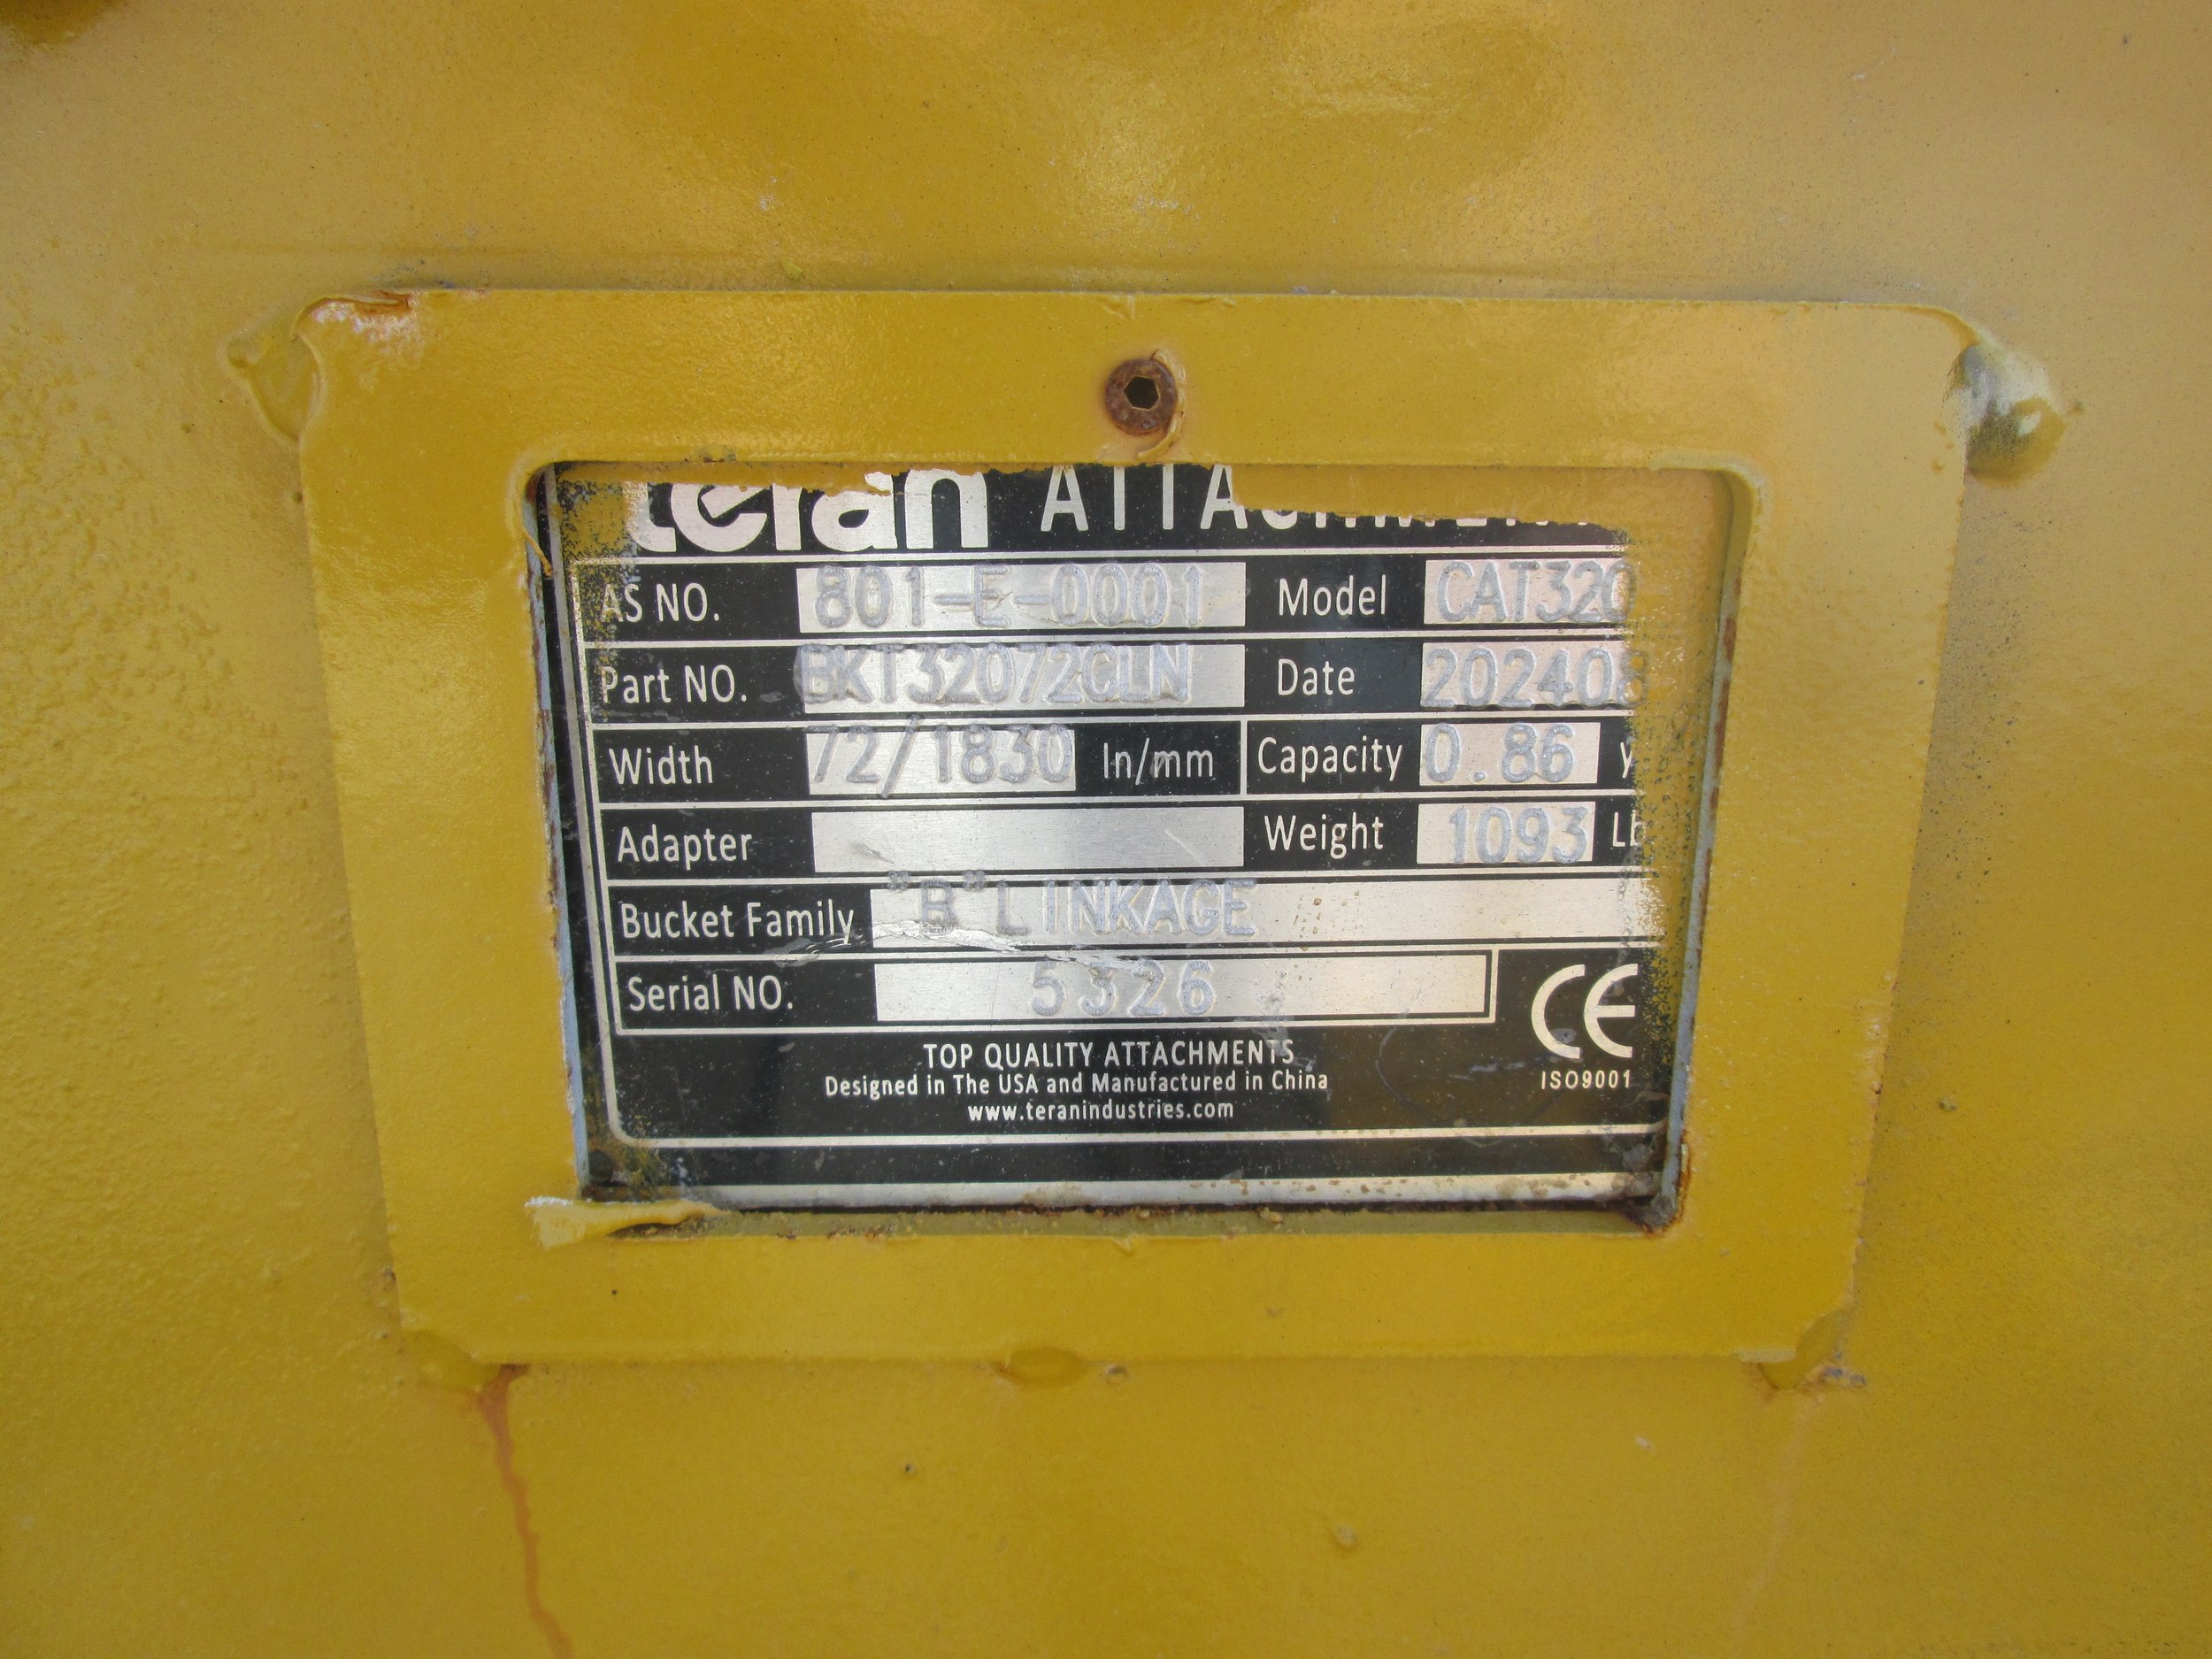 teran ATTACHMENT
AS NO. 801-E-0001 Model CAT320
Part NO. BKT32072CLN Date 202408
Width 72/1830 In/mm Capacity 0.86 y
Adapter Weight 1093 Lb
Bucket Family "B"LINKAGE
Serial NO. 5326 CE
TOP QUALITY ATTACHMENTS
Designed in The USA and Manufactured in China ISO9001
www.teranindustries.com